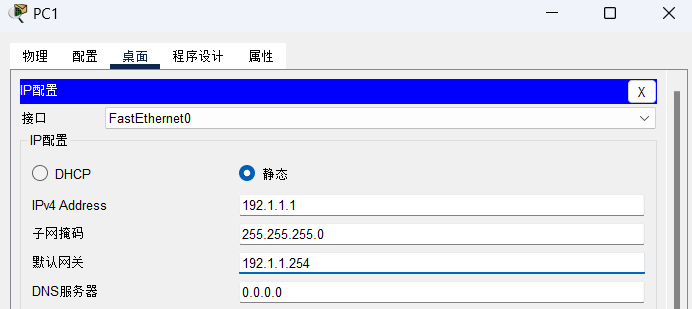 PC1
物理 配置 桌面 程序设计 属性
IP配置 X
接口 FastEthernet0
IP配置
DHCP 静态
IPv4 Address 192.1.1.1
子网掩码 255.255.255.0
默认网关 192.1.1.254
DNS服务器 0.0.0.0